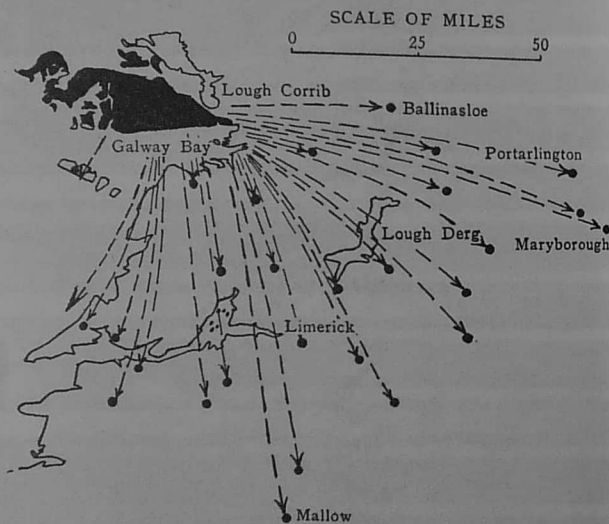 SCALE OF MILES
0 25 50
Lough Corrib
Ballinasloe
Galway Bay
Portarlington
Lough Derg
Maryborough
Limerick
Mallow